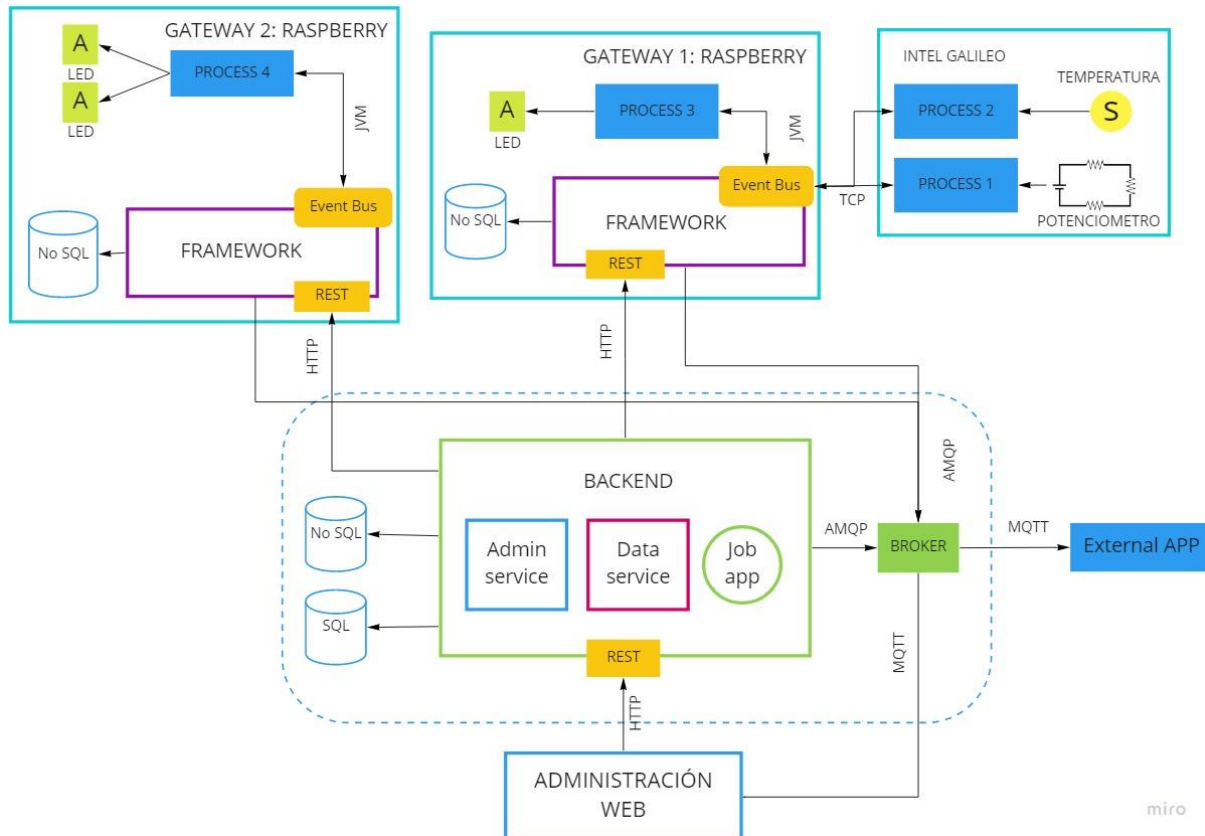 GATEWAY 2: RASPBERRY
A
LED
A
LED
PROCESS 4
JVM
Event Bus
No SQL
FRAMEWORK
REST
HTTP
GATEWAY 1: RASPBERRY
A
LED
PROCESS 3
JVM
Event Bus
No SQL
FRAMEWORK
REST
HTTP
TCP
INTEL GALILEO
TEMPERATURA
PROCESS 2
S
PROCESS 1
POTENCIOMETRO
AMQP
BACKEND
No SQL
SQL
Admin
service
Data
service
Job
app
AMQP
BROKER
MQTT
External APP
REST
MQTT
HTTP
ADMINISTRACIÓN
WEB
miro